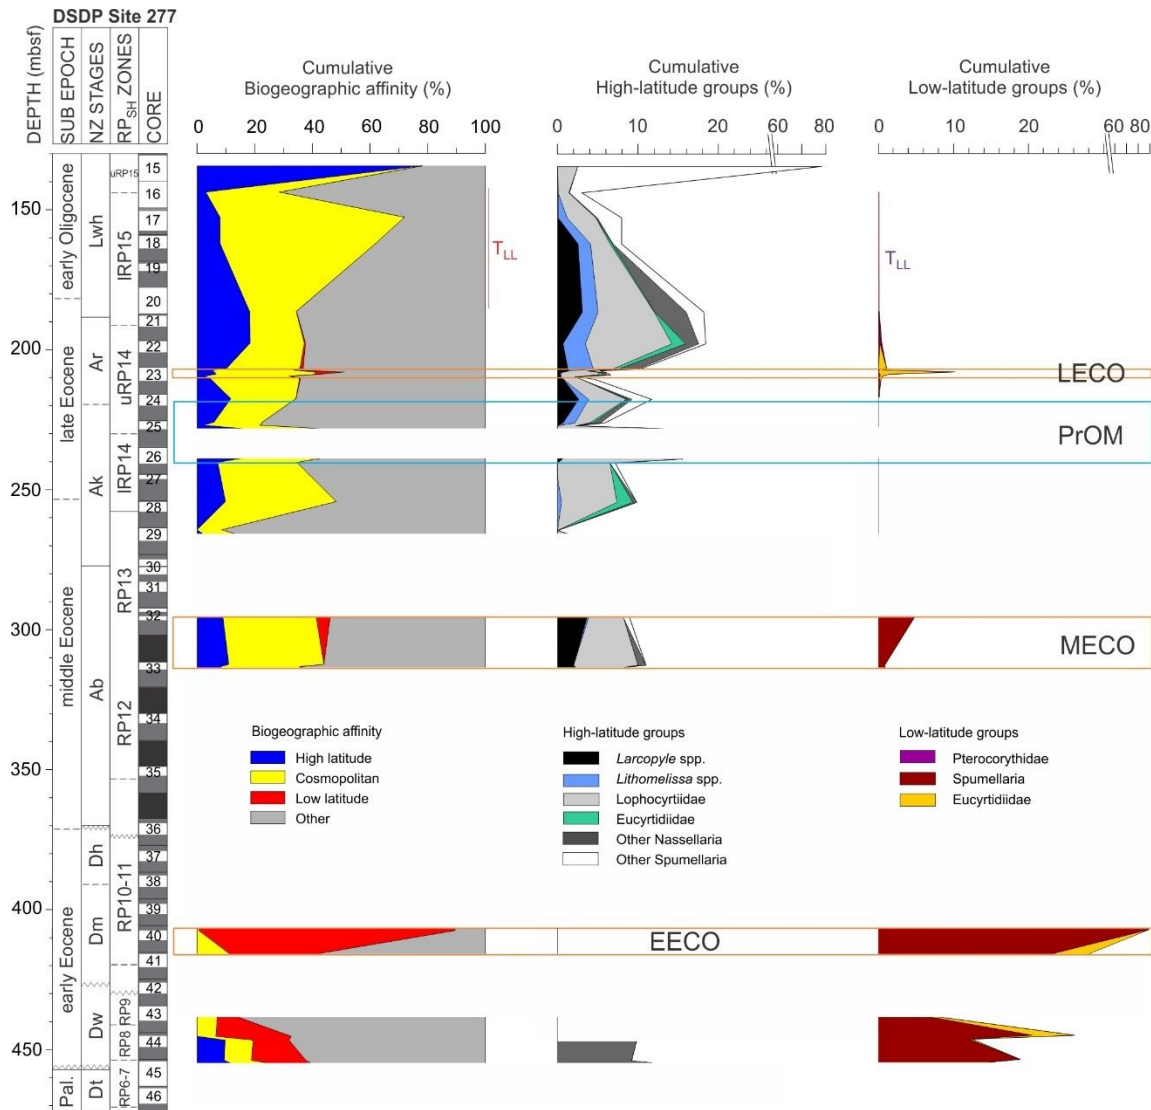 DSDP Site 277
DEPTH (mbsf)
SUB EPOCH
NZ STAGES
RPSH ZONES
CORE
Cumulative
Biogeographic affinity (%)
0 20 40 60 80 100
Cumulative
High-latitude groups (%)
0 10 20 60 80
Cumulative
Low-latitude groups (%)
0 10 20 60 80
150
200
250
300
350
400
450
early Oligocene
late Eocene
middle Eocene
early Eocene
Pal.
Lwh
Ar
Ak
Ab
Dh
Dm
Dw
Dt
uRP15
lRP15
uRP14
lRP14
RP13
RP12
RP10-11
RP9
RP8
RP6-7
15
16
17
18
19
20
21
22
23
24
25
26
27
28
29
30
31
32
33
34
35
36
37
38
39
40
41
42
43
44
45
46
TLL
TLL
LECO
PrOM
MECO
EECO
Biogeographic affinity
High latitude
Cosmopolitan
Low latitude
Other
High-latitude groups
Larcopyle spp.
Lithomelissa spp.
Lophocyrtiidae
Eucyrtidiidae
Other Nassellaria
Other Spumellaria
Low-latitude groups
Pterocorythidae
Spumellaria
Eucyrtidiidae